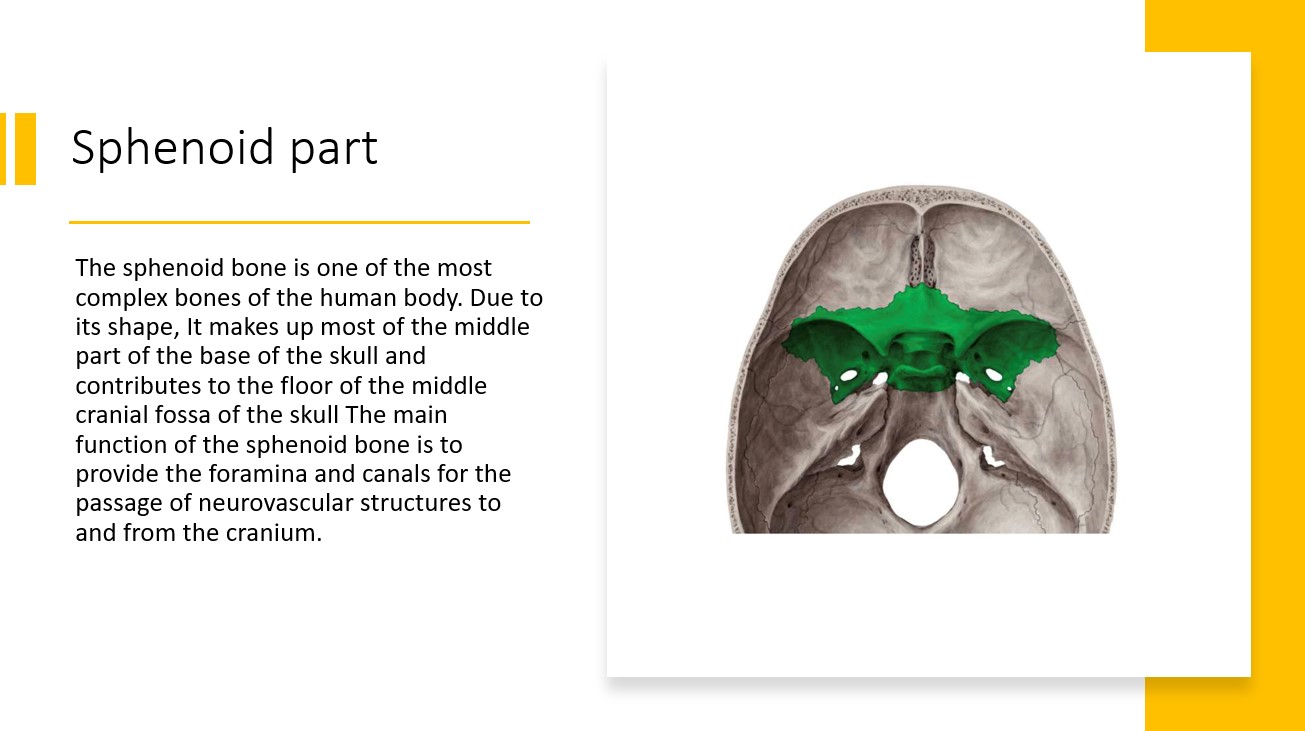 Sphenoid part
The sphenoid bone is one of the most
complex bones of the human body. Due to
its shape, It makes up most of the middle
part of the base of the skull and
contributes to the floor of the middle
cranial fossa of the skull The main
function of the sphenoid bone is to
provide the foramina and canals for the
passage of neurovascular structures to
and from the cranium.